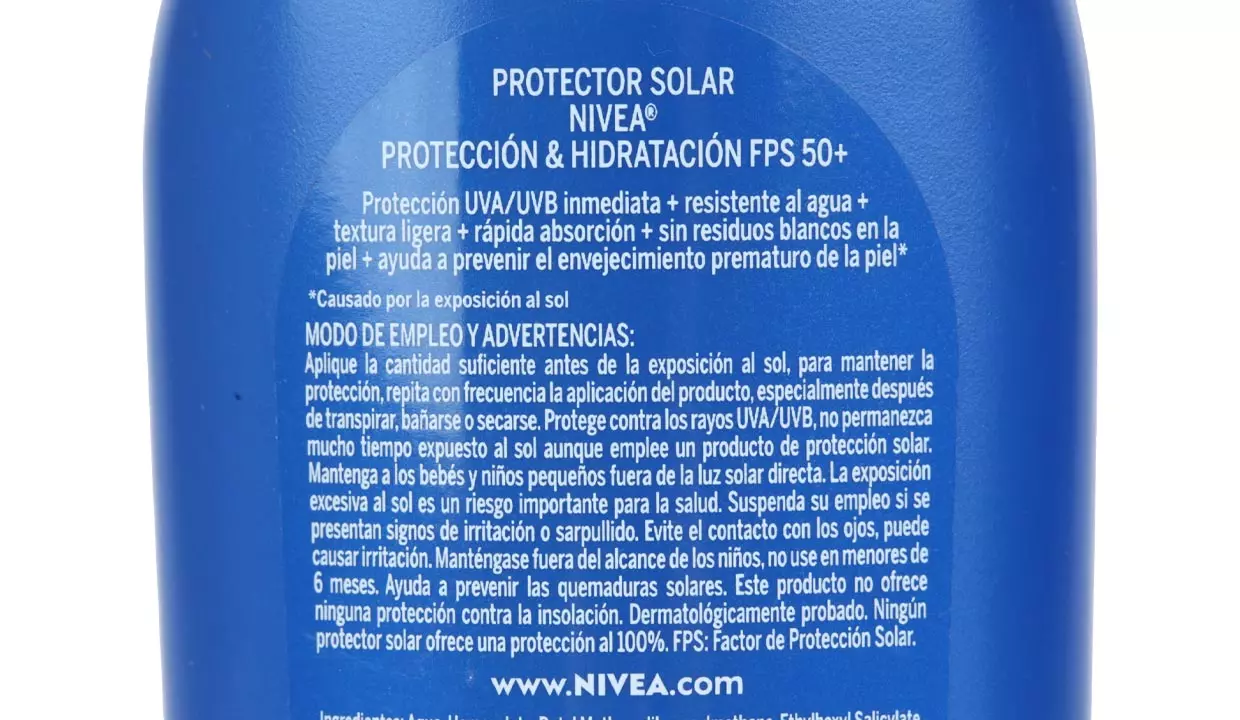 PROTECTOR SOLAR
NIVEA®
PROTECCIÓN & HIDRATACIÓN FPS 50+
Protección UVA/UVB inmediata + resistente al agua +
textura ligera + rápida absorción + sin residuos blancos en la
piel + ayuda a prevenir el envejecimiento prematuro de la piel*
*Causado por la exposición al sol
MODO DE EMPLEO Y ADVERTENCIAS:
Aplique la cantidad suficiente antes de la exposición al sol, para mantener la
protección, repita con frecuencia la aplicación del producto, especialmente después
de transpirar, bañarse o secarse. Protege contra los rayos UVA/UVB, no permanezca
mucho tiempo expuesto al sol aunque emplee un producto de protección solar.
Mantenga a los bebés y niños pequeños fuera de la luz solar directa. La exposición
excesiva al sol es un riesgo importante para la salud. Suspenda su empleo si se
presentan signos de irritación o sarpullido. Evite el contacto con los ojos, puede
causar irritación. Manténgase fuera del alcance de los niños, no use en menores de
6 meses. Ayuda a prevenir las quemaduras solares. Este producto no ofrece
ninguna protección contra la insolación. Dermatológicamente probado. Ningún
protector solar ofrece una protección al 100%. FPS: Factor de Protección Solar.
www.NIVEA.com
Ingredientes: Aqua, Ethylhexyl Salicylate